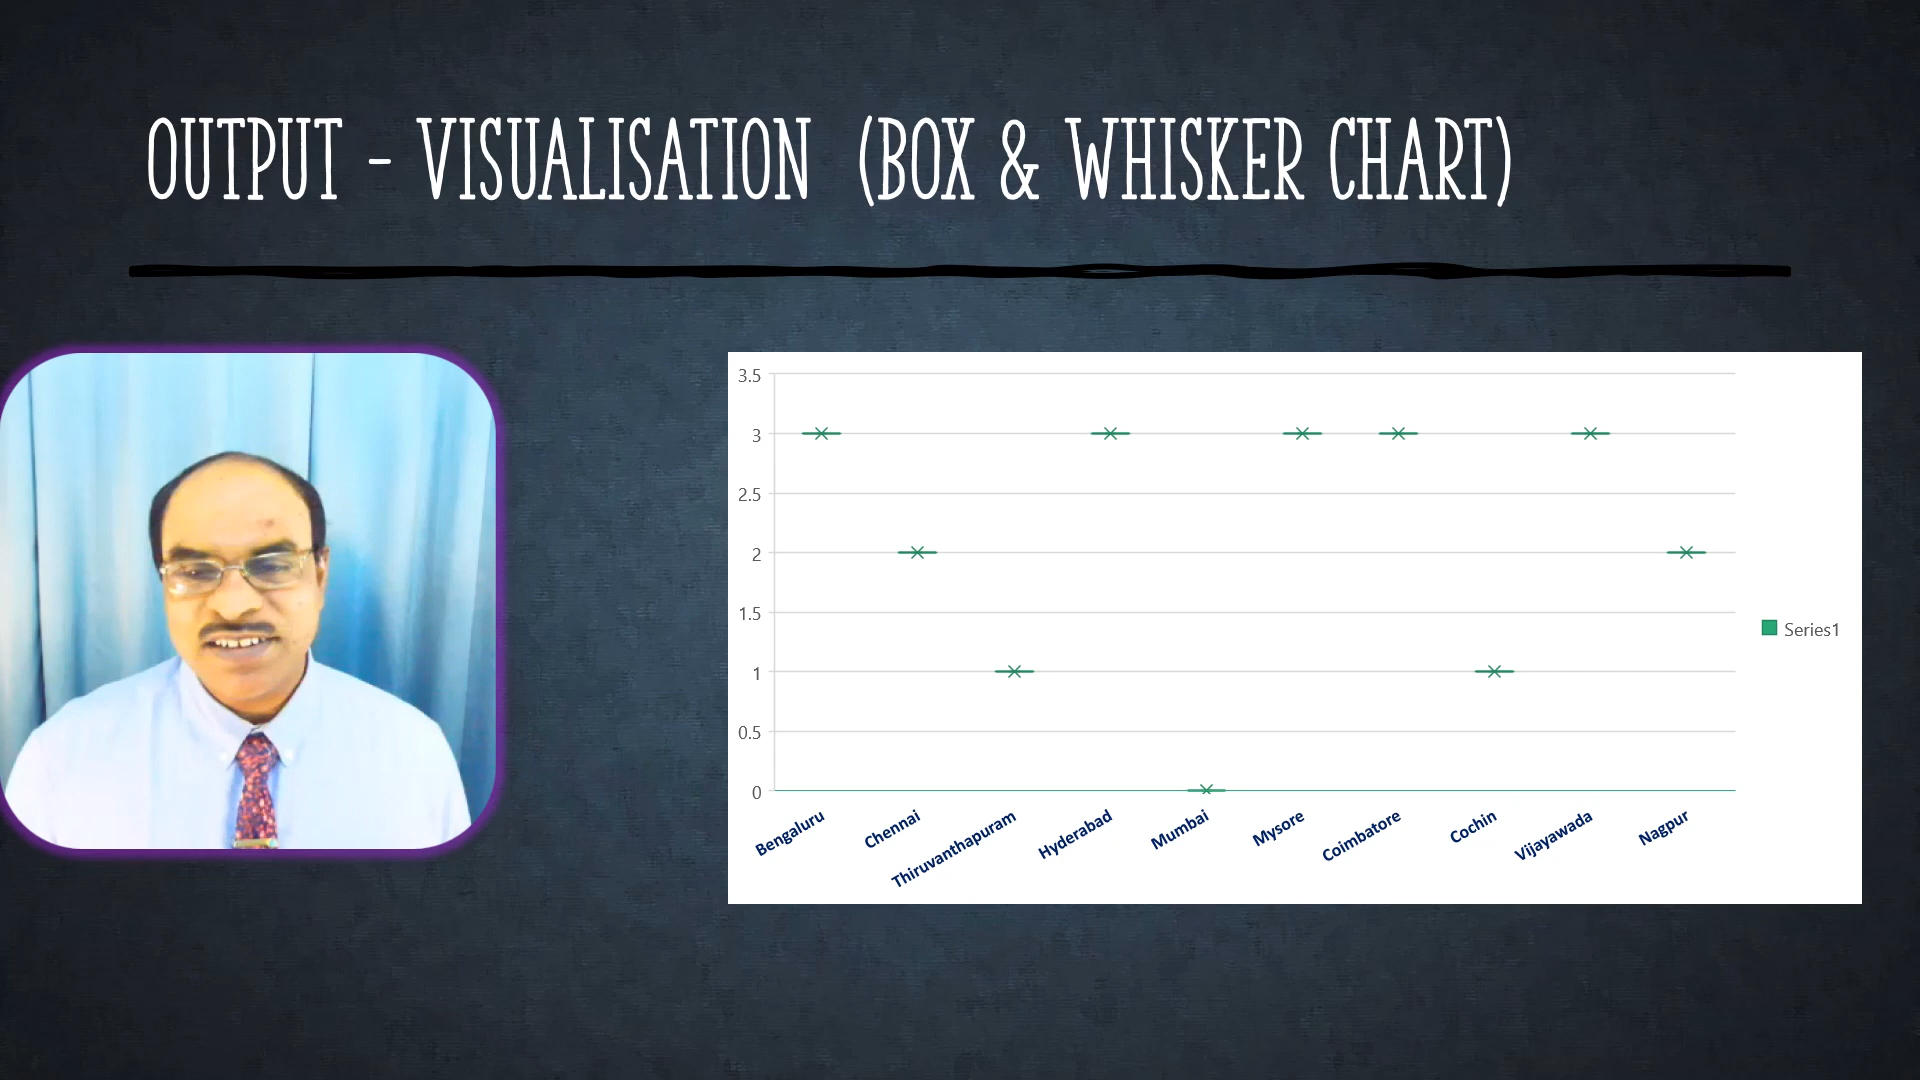 OUTPUT - VISUALISATION (BOX & WHISKER CHART)
3.5
3
2.5
2
1.5
1
0.5
0
Bengaluru
Chennai
Thiruvanthapuram
Hyderabad
Mumbai
Mysore
Coimbatore
Cochin
Vijayawada
Nagpur
Series1